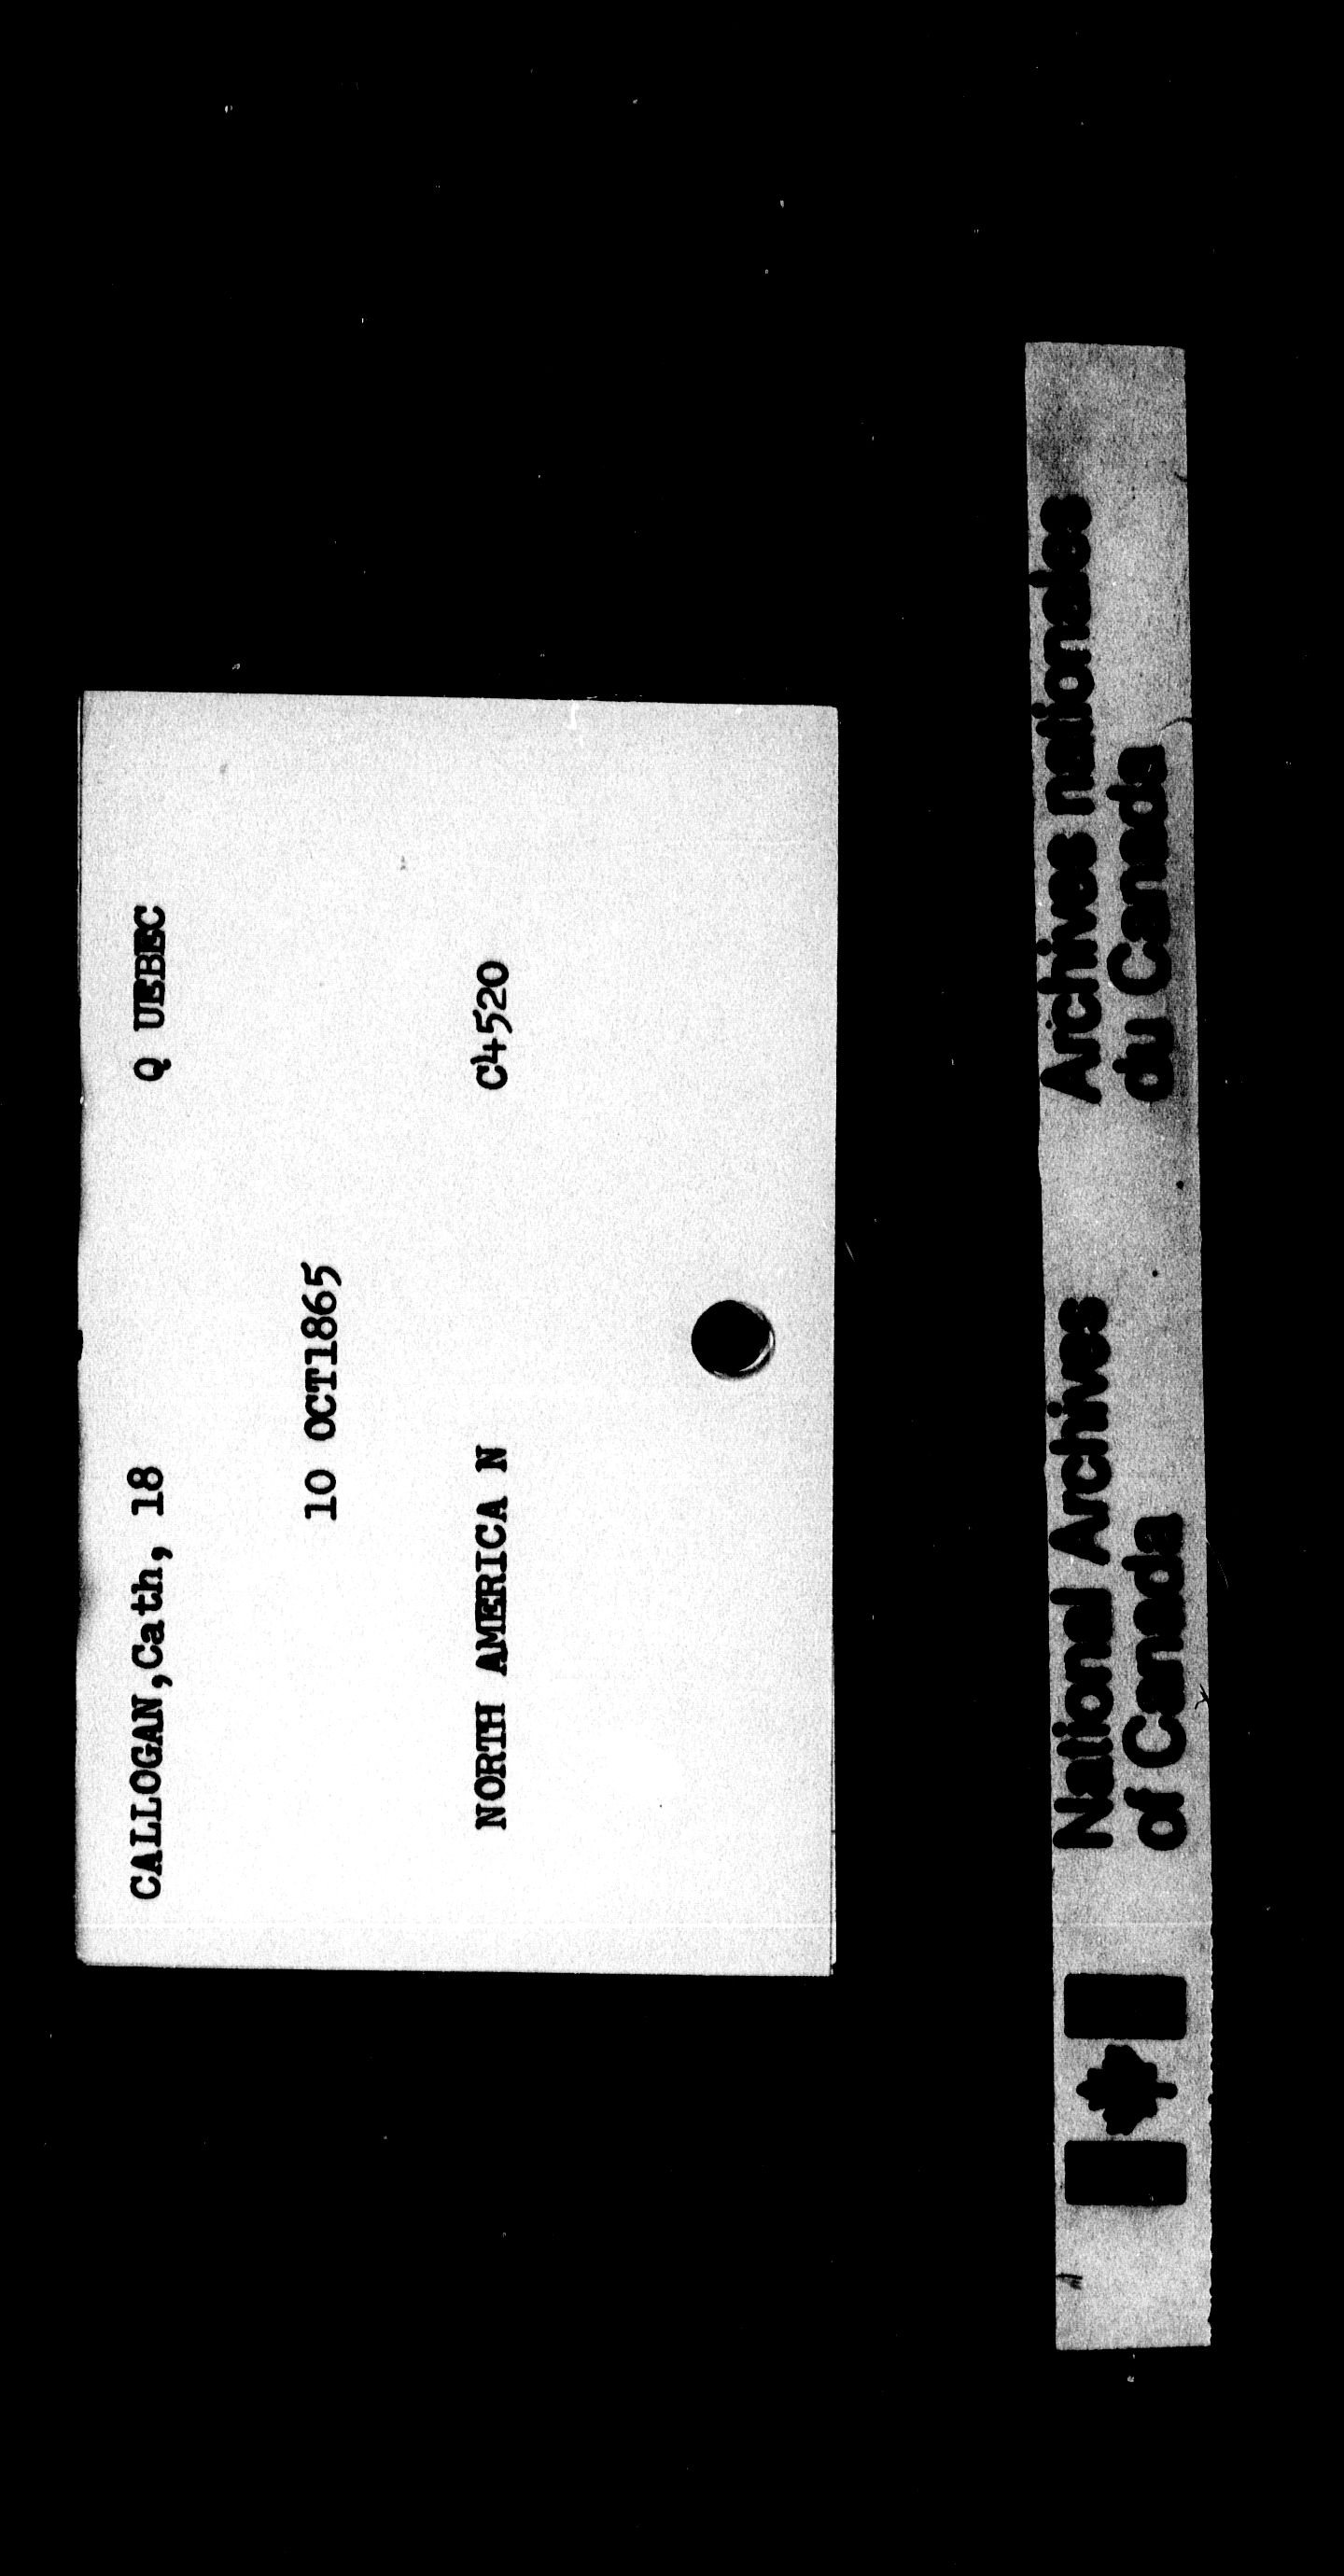 CALLOGAN,Cath, 18 Q UEBEC
10 OCT1865
NORTH AMERICA N C4520
National Archives Archives nationales
of Canada du Canada